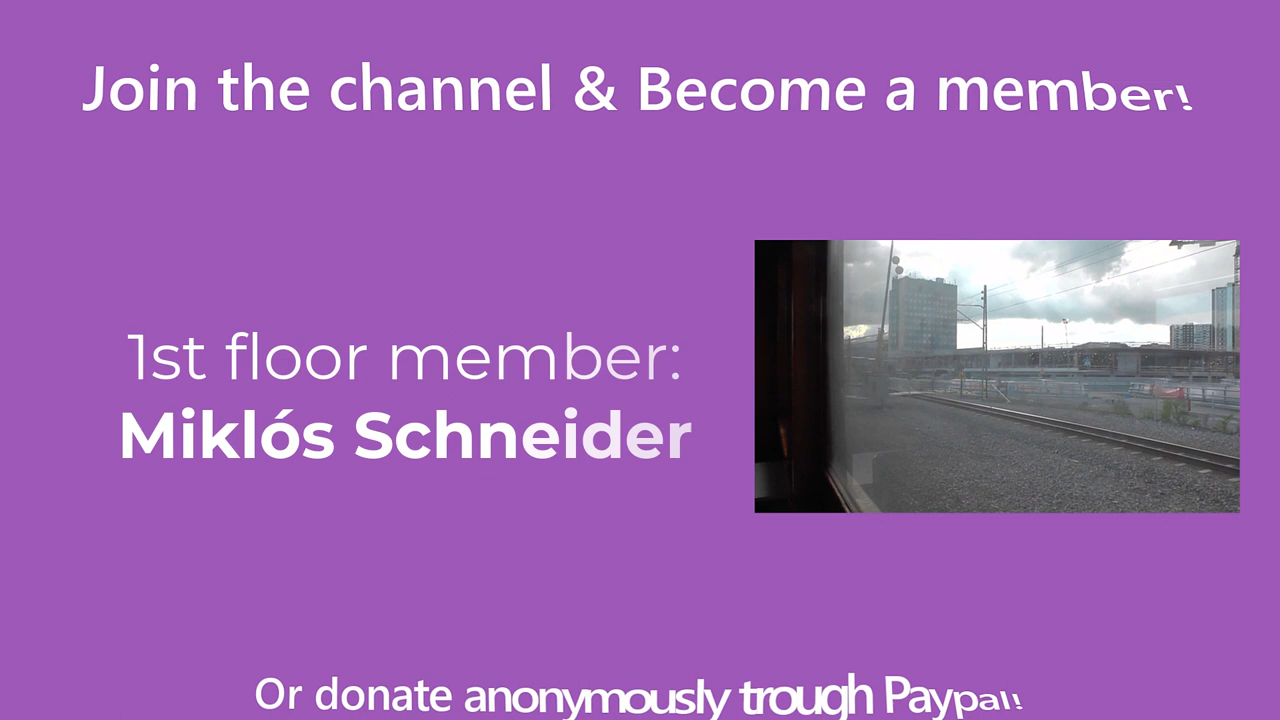 Join the channel & Become a member!
1st floor member:
Miklós Schneider
Or donate anonymously trough Paypal!